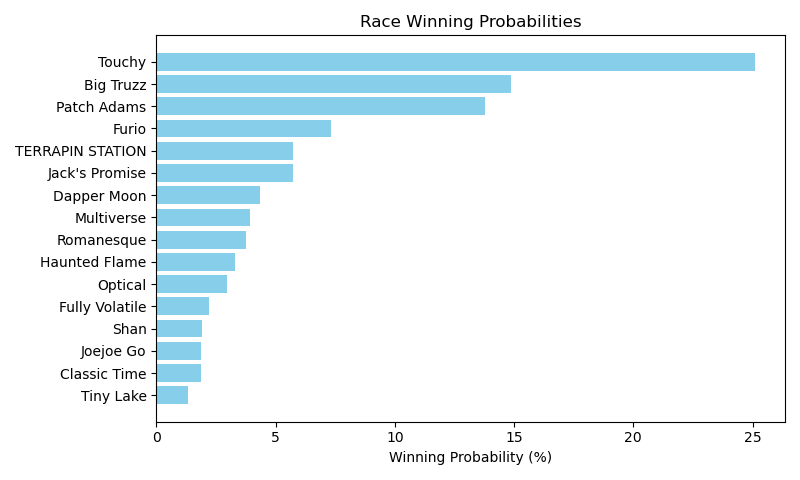 Race Winning Probabilities
Touchy
Big Truzz
Patch Adams
Furio
TERRAPIN STATION
Jack's Promise
Dapper Moon
Multiverse
Romanesque
Haunted Flame
Optical
Fully Volatile
Shan
Joejoe Go
Classic Time
Tiny Lake
0 5 10 15 20 25
Winning Probability (%)